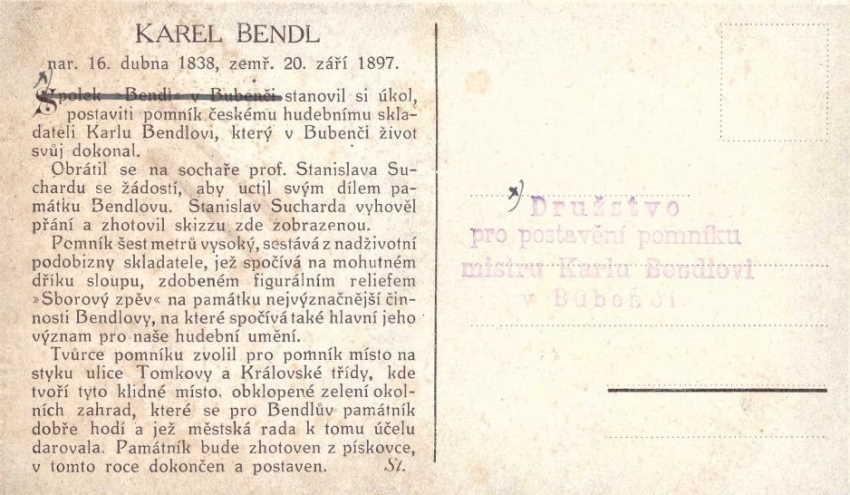 KAREL BENDL
nar. 16. dubna 1838, zemř. 20. září 1897.
Spolek »Bendl« v Bubenči stanovil si úkol,
postaviti pomník českému hudebnímu skla-
dateli Karlu Bendlovi, který v Bubenči život
svůj dokonal.
Obrátil se na sochaře prof. Stanislava Su-
chardu se žádostí, aby uctil svým dílem pa-
mátku Bendlovu. Stanislav Sucharda vyhověl
přání a zhotovil skizzu zde zobrazenou.
Pomník šest metrů vysoký, sestává z nadživotní
podobizny skladatele, jež spočívá na mohutném
dříku sloupu, zdobeném figurálním reliefem
»Sborový zpěv« na památku nejvýznačnější čin-
nosti Bendlovy, na které spočívá také hlavní jeho
význam pro naše hudební umění.
Tvůrce pomníku zvolil pro pomník místo na
styku ulice Tomkovy a Královské třídy, kde
tvoří tyto klidné místo, obklopené zelení okol-
ních zahrad, které se pro Bendlův památník
dobře hodí a jež městská rada k tomu účelu
darovala. Památník bude zhotoven z pískovce,
v tomto roce dokončen a postaven. St.
x) Družstvo
pro postavění pomníku
mistru Karlu Bendlovi
v Bubenči.